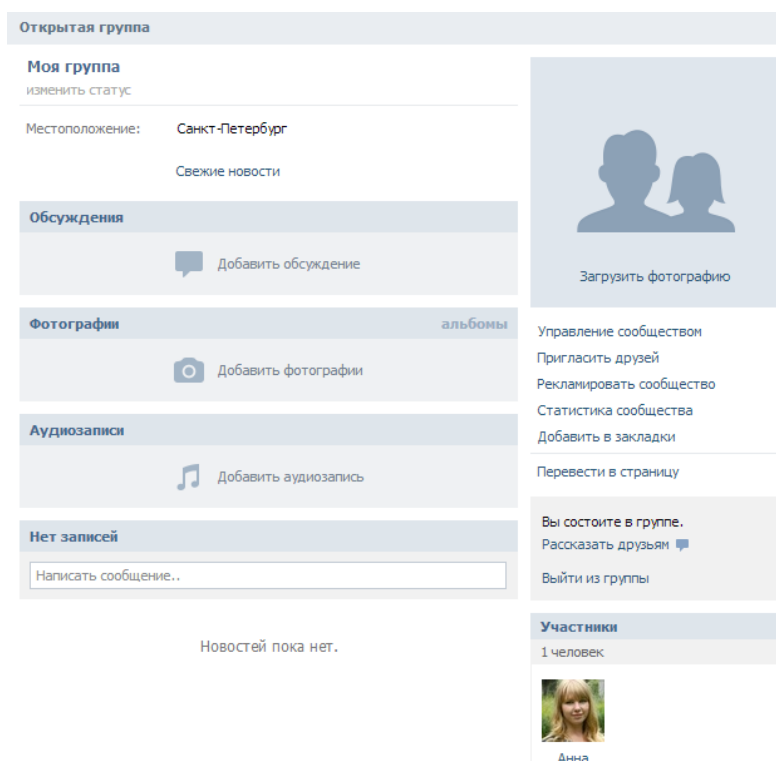 Открытая группа
Моя группа
изменить статус
Местоположение: Санкт-Петербург
Свежие новости
Обсуждения
Добавить обсуждение
Фотографии альбомы
Добавить фотографии
Аудиозаписи
Добавить аудиозапись
Нет записей
Написать сообщение..
Новостей пока нет.
Загрузить фотографию
Управление сообществом
Пригласить друзей
Рекламировать сообщество
Статистика сообщества
Добавить в закладки
Перевести в страницу
Вы состоите в группе.
Рассказать друзьям
Выйти из группы
Участники
1 человек
Анна